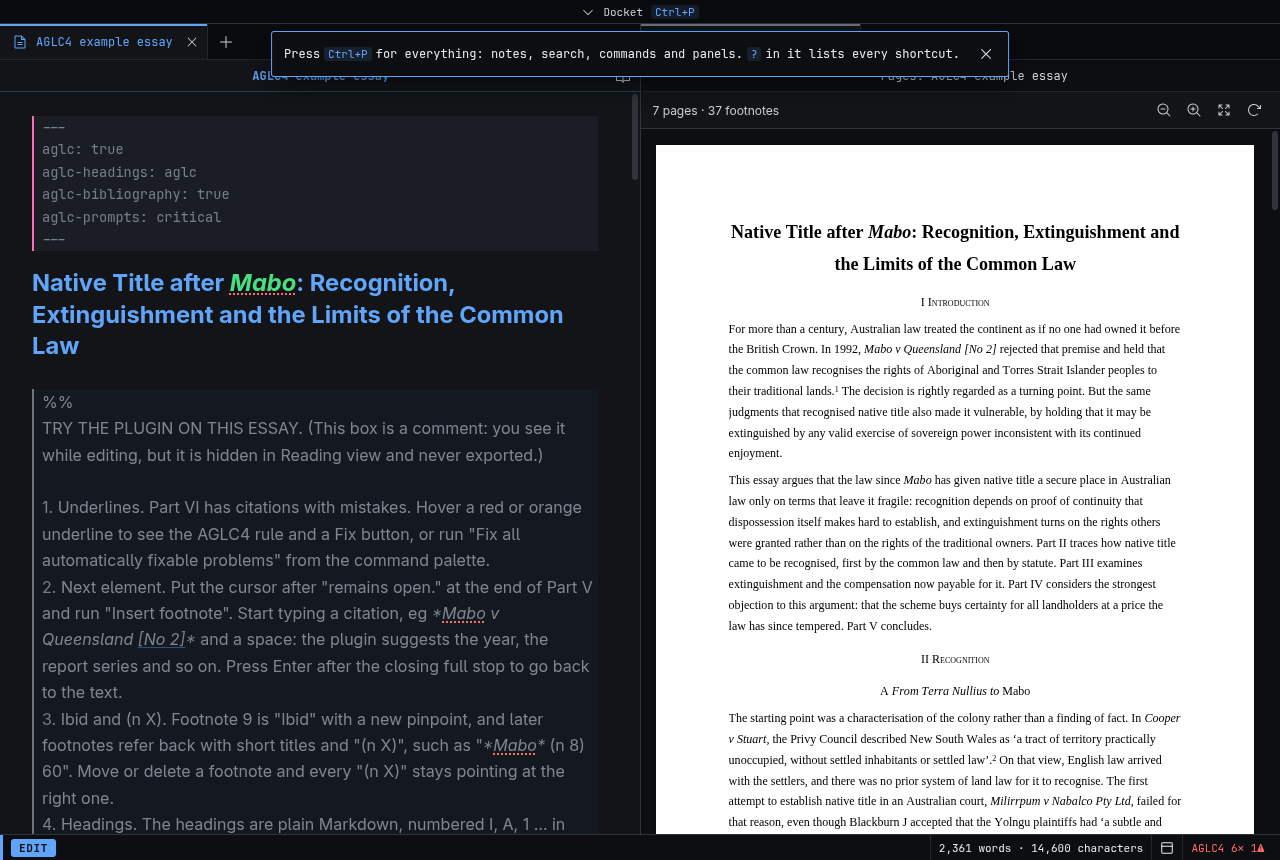 Docket Ctrl+P
AGLC4 example essay
Press Ctrl+P for everything: notes, search, commands and panels. ? in it lists every shortcut.
AGLC4 example essay
Pages: AGLC4 example essay
---
aglc: true
aglc-headings: aglc
aglc-bibliography: true
aglc-prompts: critical
---
Native Title after Mabo: Recognition,
Extinguishment and the Limits of the Common
Law
%%
TRY THE PLUGIN ON THIS ESSAY. (This box is a comment: you see it
while editing, but it is hidden in Reading view and never exported.)
1. Underlines. Part VI has citations with mistakes. Hover a red or orange
underline to see the AGLC4 rule and a Fix button, or run "Fix all
automatically fixable problems" from the command palette.
2. Next element. Put the cursor after "remains open." at the end of Part V
and run "Insert footnote". Start typing a citation, eg *Mabo v
Queensland [No 2]* and a space: the plugin suggests the year, the
report series and so on. Press Enter after the closing full stop to go back
to the text.
3. Ibid and (n X). Footnote 9 is "Ibid" with a new pinpoint, and later
footnotes refer back with short titles and "(n X)", such as "*Mabo* (n 8)
60". Move or delete a footnote and every "(n X)" stays pointing at the
right one.
4. Headings. The headings are plain Markdown, numbered I, A, 1 ... in
7 pages · 37 footnotes
Native Title after Mabo: Recognition, Extinguishment and
the Limits of the Common Law
I Introduction
For more than a century, Australian law treated the continent as if no one had owned it before
the British Crown. In 1992, Mabo v Queensland [No 2] rejected that premise and held that
the common law recognises the rights of Aboriginal and Torres Strait Islander peoples to
their traditional lands.1 The decision is rightly regarded as a turning point. But the same
judgments that recognised native title also made it vulnerable, by holding that it may be
extinguished by any valid exercise of sovereign power inconsistent with its continued
enjoyment.
This essay argues that the law since Mabo has given native title a secure place in Australian
law only on terms that leave it fragile: recognition depends on proof of continuity that
dispossession itself makes hard to establish, and extinguishment turns on the rights others
were granted rather than on the rights of the traditional owners. Part II traces how native title
came to be recognised, first by the common law and then by statute. Part III examines
extinguishment and the compensation now payable for it. Part IV considers the strongest
objection to this argument: that the scheme buys certainty for all landholders at a price the
law has since tempered. Part V concludes.
II Recognition
A From Terra Nullius to Mabo
The starting point was a characterisation of the colony rather than a finding of fact. In Cooper
v Stuart, the Privy Council described New South Wales as ‘a tract of territory practically
unoccupied, without settled inhabitants or settled law’.2 On that view, English law arrived
with the settlers, and there was no prior system of land law for it to recognise. The first
attempt to establish native title in an Australian court, Milirrpum v Nabalco Pty Ltd, failed for
that reason, even though Blackburn J accepted that the Yolngu plaintiffs had ‘a subtle and
EDIT
2,361 words · 14,600 characters
AGLC4 6× 1⚠